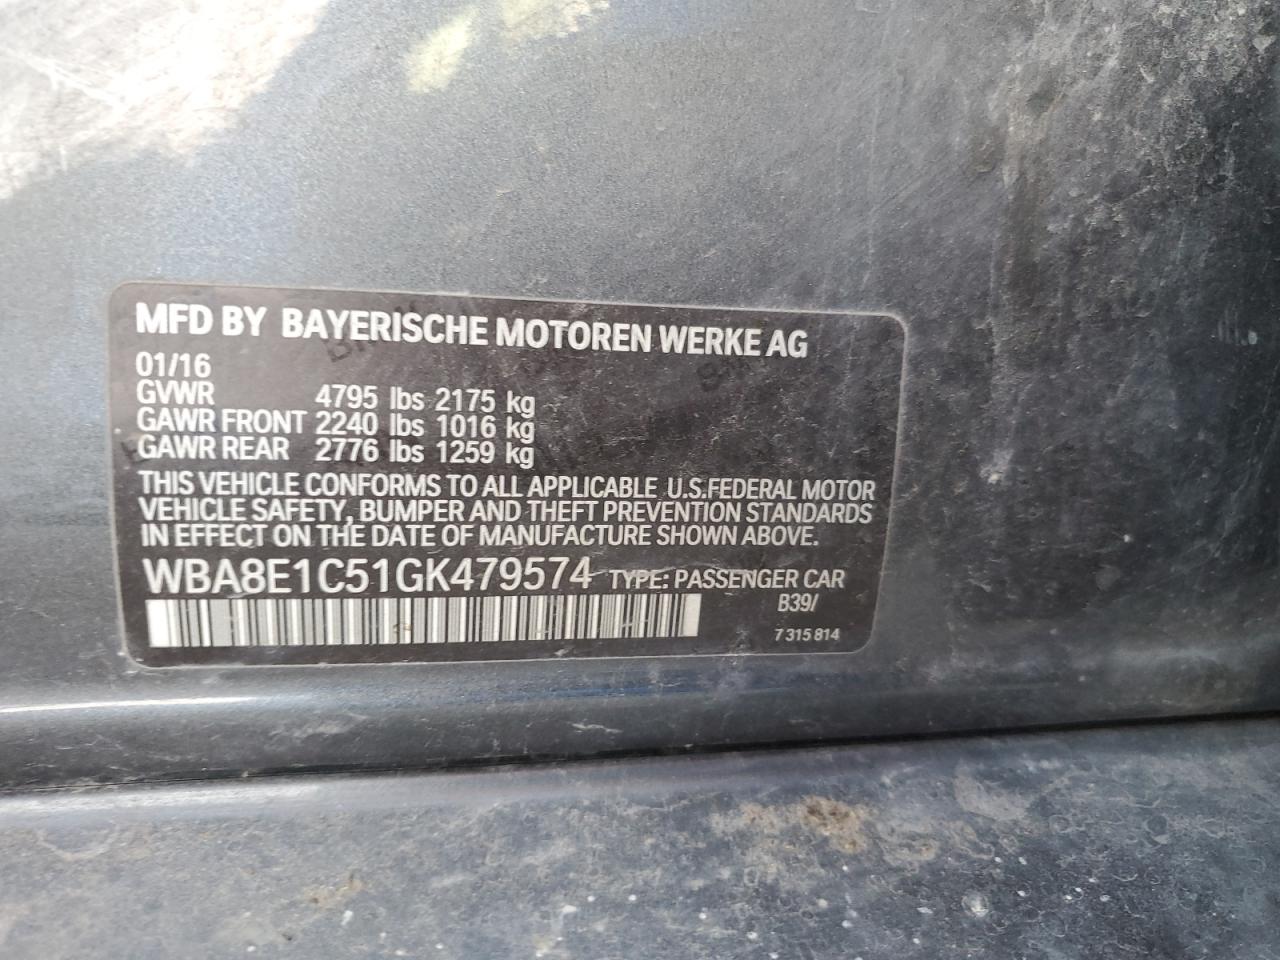 MFD BY BAYERISCHE MOTOREN WERKE AG
01/16
GVWR 4795 lbs 2175 kg
GAWR FRONT 2240 lbs 1016 kg
GAWR REAR 2776 lbs 1259 kg
THIS VEHICLE CONFORMS TO ALL APPLICABLE U.S.FEDERAL MOTOR
VEHICLE SAFETY, BUMPER AND THEFT PREVENTION STANDARDS
IN EFFECT ON THE DATE OF MANUFACTURE SHOWN ABOVE.
WBA8E1C51GK479574 TYPE: PASSENGER CAR
B39/
7 315 814